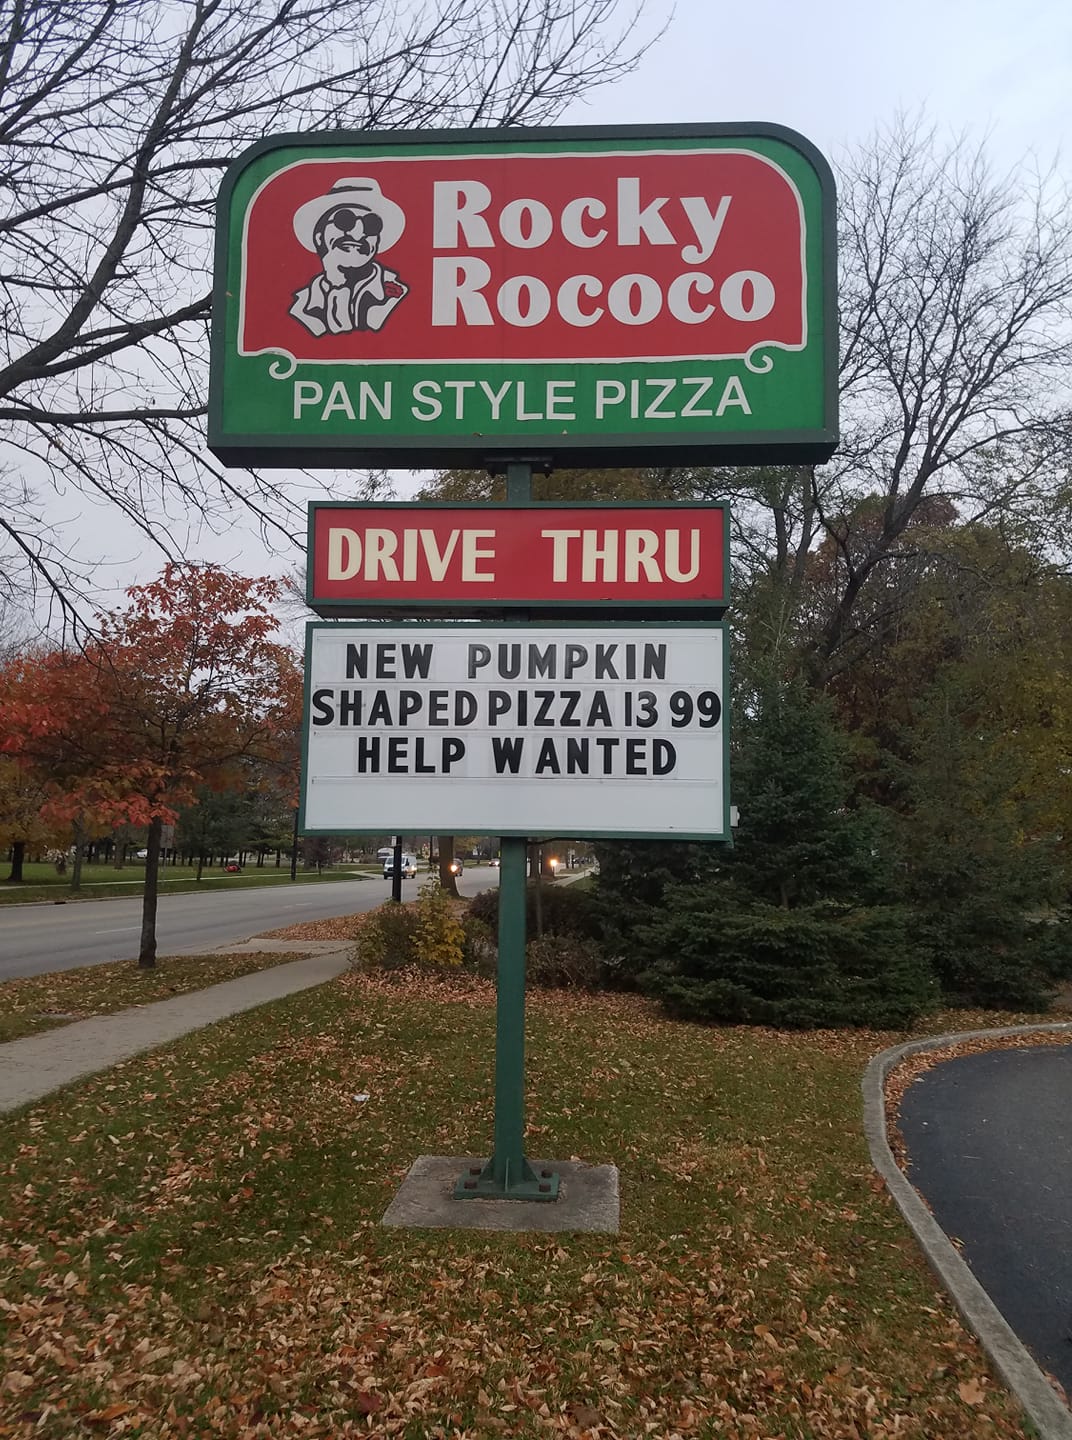 Rocky
Rococo
PAN STYLE PIZZA
DRIVE THRU
NEW PUMPKIN
SHAPED PIZZA 13 99
HELP WANTED